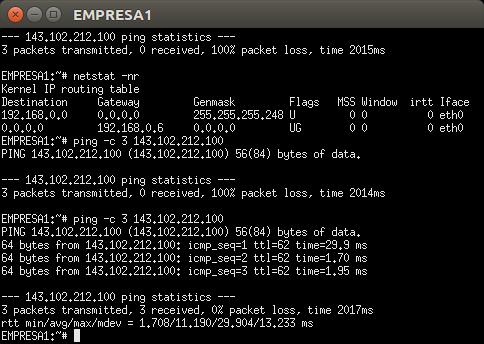 EMPRESA1
--- 143.102.212.100 ping statistics ---
3 packets transmitted, 0 received, 100% packet loss, time 2015ms
EMPRESA1:~# netstat -nr
Kernel IP routing table
Destination     Gateway         Genmask         Flags   MSS Window  irtt Iface
192.168.0.0     0.0.0.0         255.255.255.248 U         0 0          0 eth0
0.0.0.0         192.168.0.6     0.0.0.0         UG        0 0          0 eth0
EMPRESA1:~# ping -c 3 143.102.212.100
PING 143.102.212.100 (143.102.212.100) 56(84) bytes of data.
--- 143.102.212.100 ping statistics ---
3 packets transmitted, 0 received, 100% packet loss, time 2014ms
EMPRESA1:~# ping -c 3 143.102.212.100
PING 143.102.212.100 (143.102.212.100) 56(84) bytes of data.
64 bytes from 143.102.212.100: icmp_seq=1 ttl=62 time=29.9 ms
64 bytes from 143.102.212.100: icmp_seq=2 ttl=62 time=1.70 ms
64 bytes from 143.102.212.100: icmp_seq=3 ttl=62 time=1.95 ms
--- 143.102.212.100 ping statistics ---
3 packets transmitted, 3 received, 0% packet loss, time 2017ms
rtt min/avg/max/mdev = 1.708/11.190/29.904/13.233 ms
EMPRESA1:~#